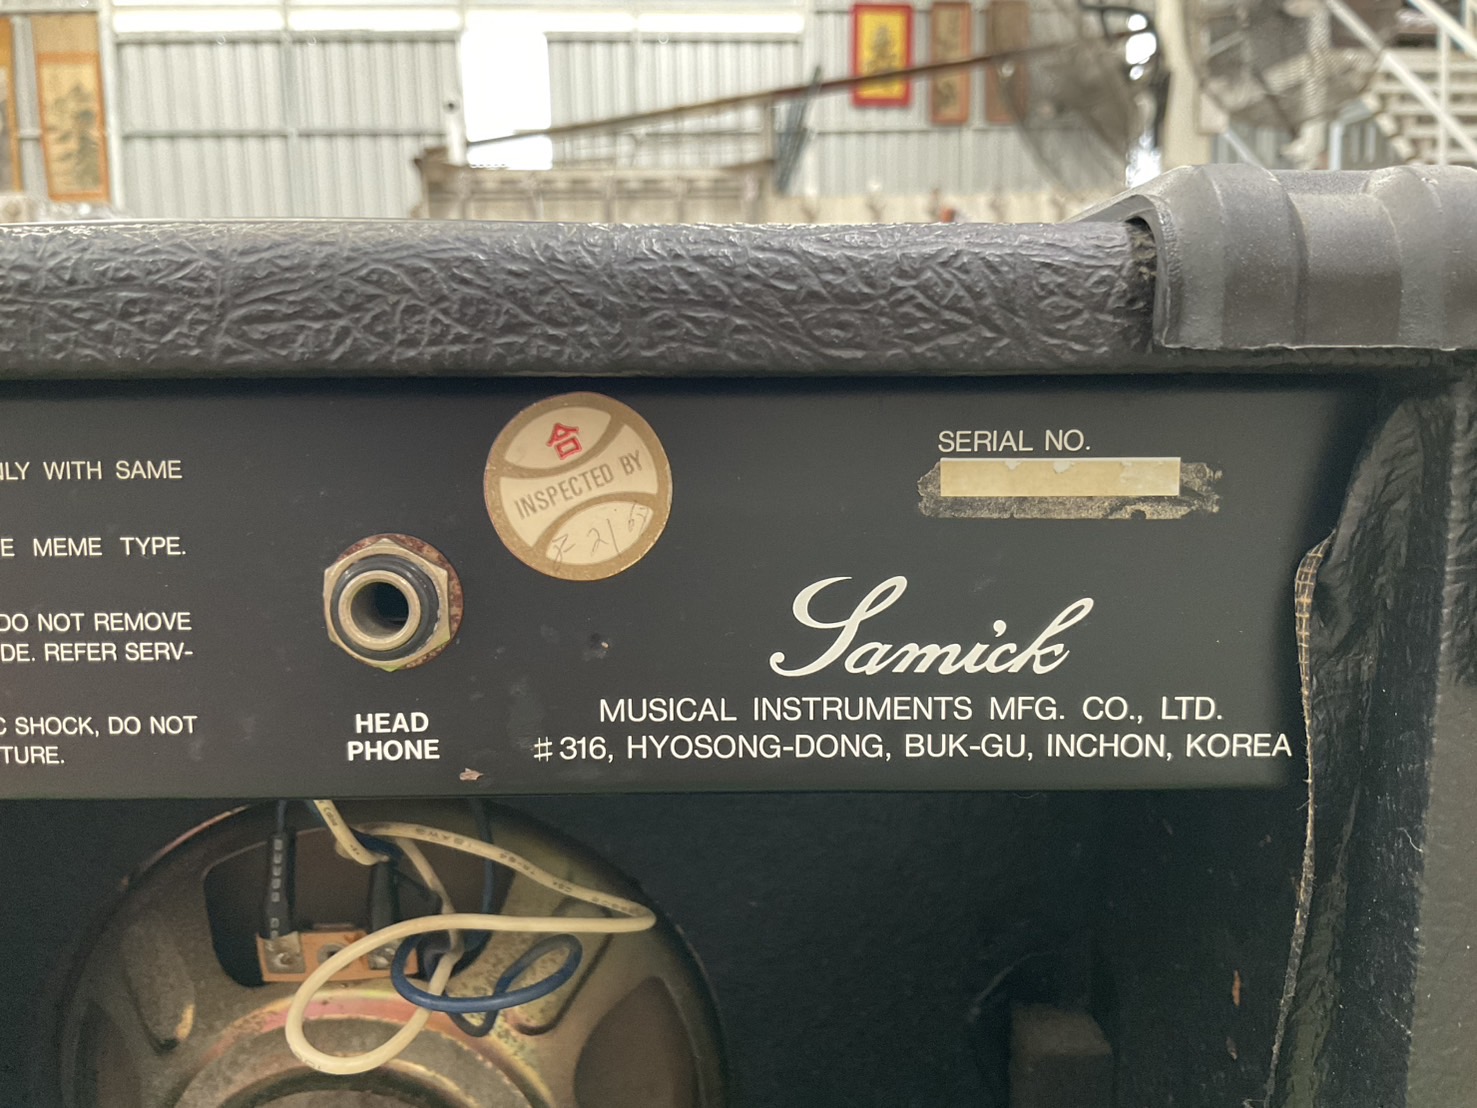 NLY WITH SAME
E MEME TYPE.
DO NOT REMOVE
DE. REFER SERV-
C SHOCK, DO NOT
TURE.
HEAD
PHONE
合
INSPECTED BY
SERIAL NO.
Samick
MUSICAL INSTRUMENTS MFG. CO., LTD.
#316, HYOSONG-DONG, BUK-GU, INCHON, KOREA